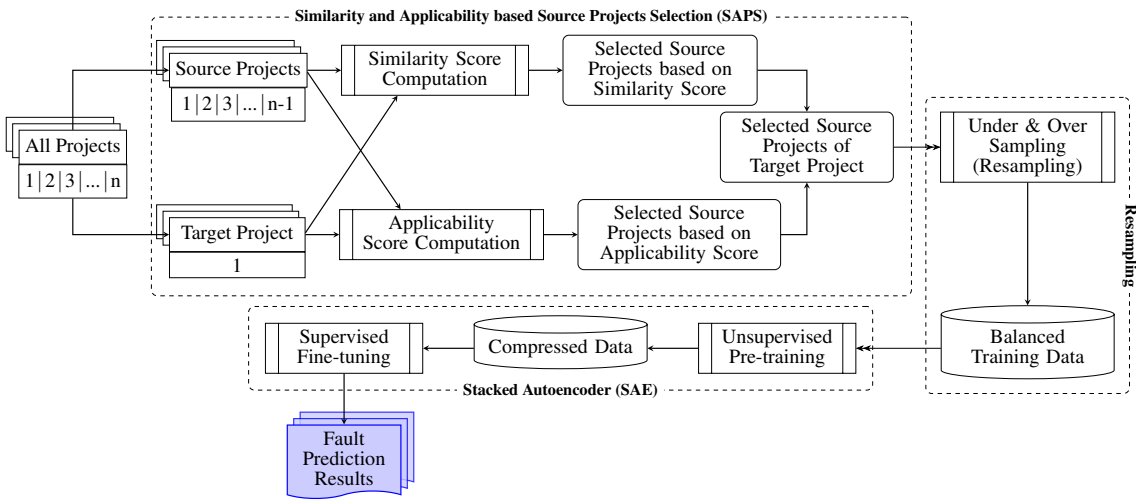 Similarity and Applicability based Source Projects Selection (SAPS)
Source Projects
1|2|3|...|n-1
Similarity Score
Computation
Selected Source
Projects based on
Similarity Score
All Projects
1|2|3|...|n
Selected Source
Projects of
Target Project
Under & Over
Sampling
(Resampling)
Target Project
1
Applicability
Score Computation
Selected Source
Projects based on
Applicability Score
Resampling
Supervised
Fine-tuning
Compressed Data
Unsupervised
Pre-training
Balanced
Training Data
Stacked Autoencoder (SAE)
Fault
Prediction
Results